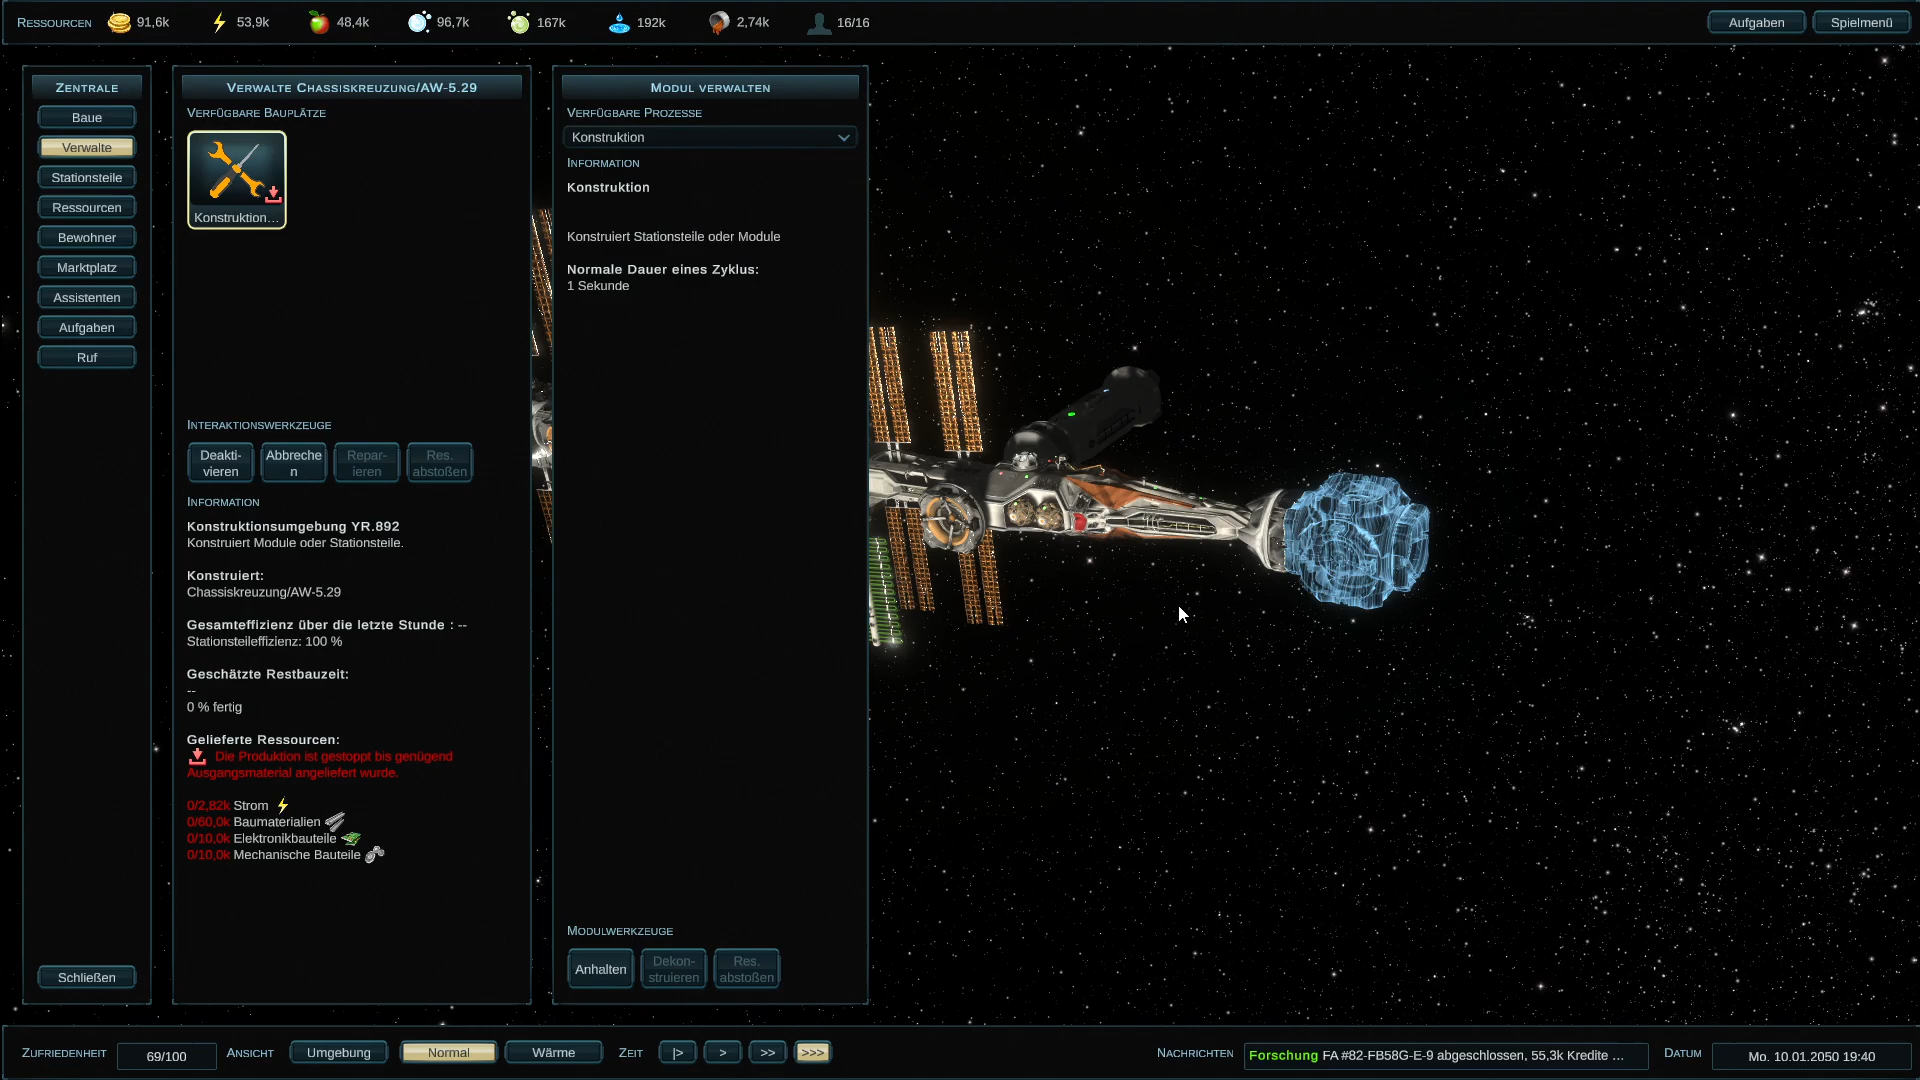 Ressourcen 91,6k 53,9k 48,4k 96,7k 167k 192k 2,74k 16/16 Aufgaben Spielmenü
Zentrale
Baue
Verwalte
Stationsteile
Ressourcen
Bewohner
Marktplatz
Assistenten
Aufgaben
Ruf
Schließen
Verwalte Chassiskreuzung/AW-5.29
Verfügbare Bauplätze
Konstruktion...
Interaktionswerkzeuge
Deakti-
vieren
Abbreche
n
Repar-
ieren
Res.
abstoßen
Information
Konstruktionsumgebung YR.892
Konstruiert Module oder Stationsteile.
Konstruiert:
Chassiskreuzung/AW-5.29
Gesamteffizienz über die letzte Stunde : --
Stationsteileffizienz: 100 %
Geschätzte Restbauzeit:
--
0 % fertig
Gelieferte Ressourcen:
Die Produktion ist gestoppt bis genügend
Ausgangsmaterial angeliefert wurde.
0/2,82k Strom
0/60,0k Baumaterialien
0/10,0k Elektronikbauteile
0/10,0k Mechanische Bauteile
Modul verwalten
Verfügbare Prozesse
Konstruktion
Information
Konstruktion
Konstruiert Stationsteile oder Module
Normale Dauer eines Zyklus:
1 Sekunde
Modulwerkzeuge
Anhalten
Dekon-
struieren
Res.
abstoßen
Zufriedenheit 69/100 Ansicht Umgebung Normal Wärme Zeit |> > >> >>> Nachrichten Forschung FA #82-FB58G-E-9 abgeschlossen, 55,3k Kredite ... Datum Mo. 10.01.2050 19:40